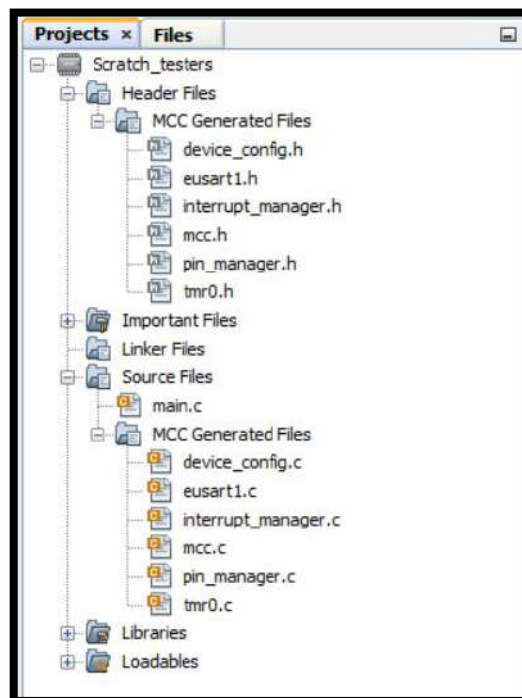 Projects × Files
Scratch_testers
Header Files
MCC Generated Files
device_config.h
eusart1.h
interrupt_manager.h
mcc.h
pin_manager.h
tmr0.h
Important Files
Linker Files
Source Files
main.c
MCC Generated Files
device_config.c
eusart1.c
interrupt_manager.c
mcc.c
pin_manager.c
tmr0.c
Libraries
Loadables